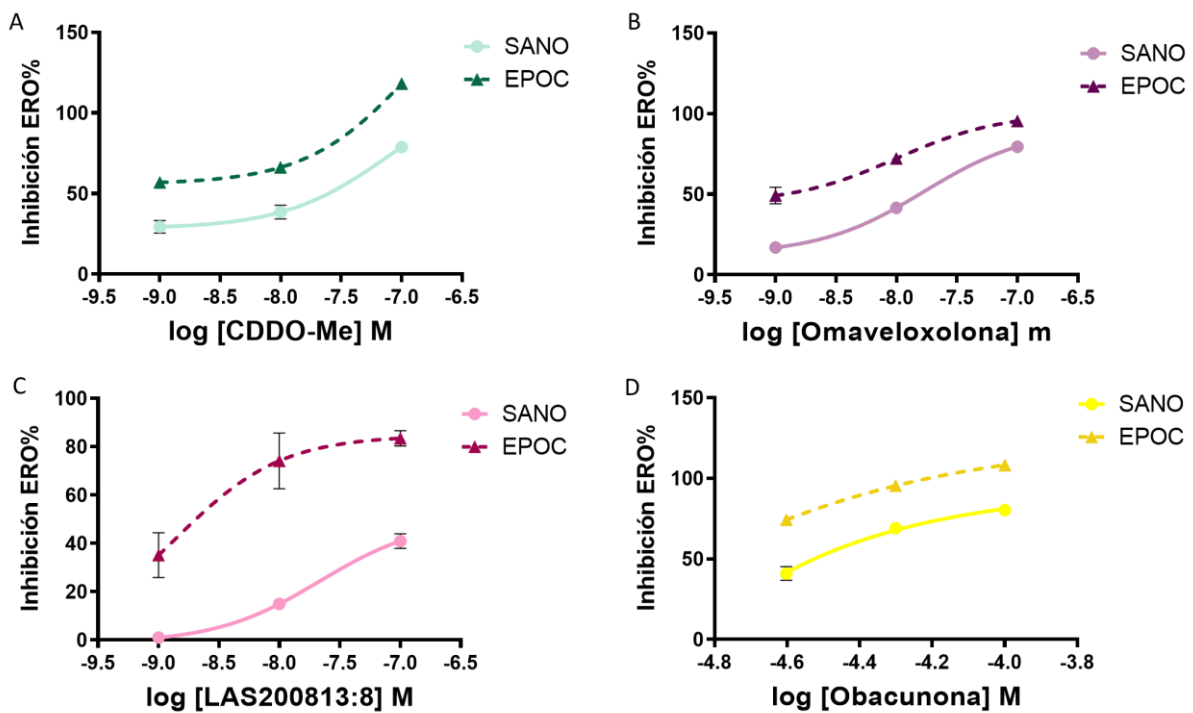 A
Inhibición ERO%
150
100
50
0
-9.5 -9.0 -8.5 -8.0 -7.5 -7.0 -6.5
log [CDDO-Me] M
SANO
EPOC
B
Inhibición ERO%
150
100
50
0
-9.5 -9.0 -8.5 -8.0 -7.5 -7.0 -6.5
log [Omaveloxolona] m
SANO
EPOC
C
Inhibición ERO%
100
80
60
40
20
0
-9.5 -9.0 -8.5 -8.0 -7.5 -7.0 -6.5
log [LAS200813:8] M
SANO
EPOC
D
Inhibición ERO%
150
100
50
0
-4.8 -4.6 -4.4 -4.2 -4.0 -3.8
log [Obacunona] M
SANO
EPOC